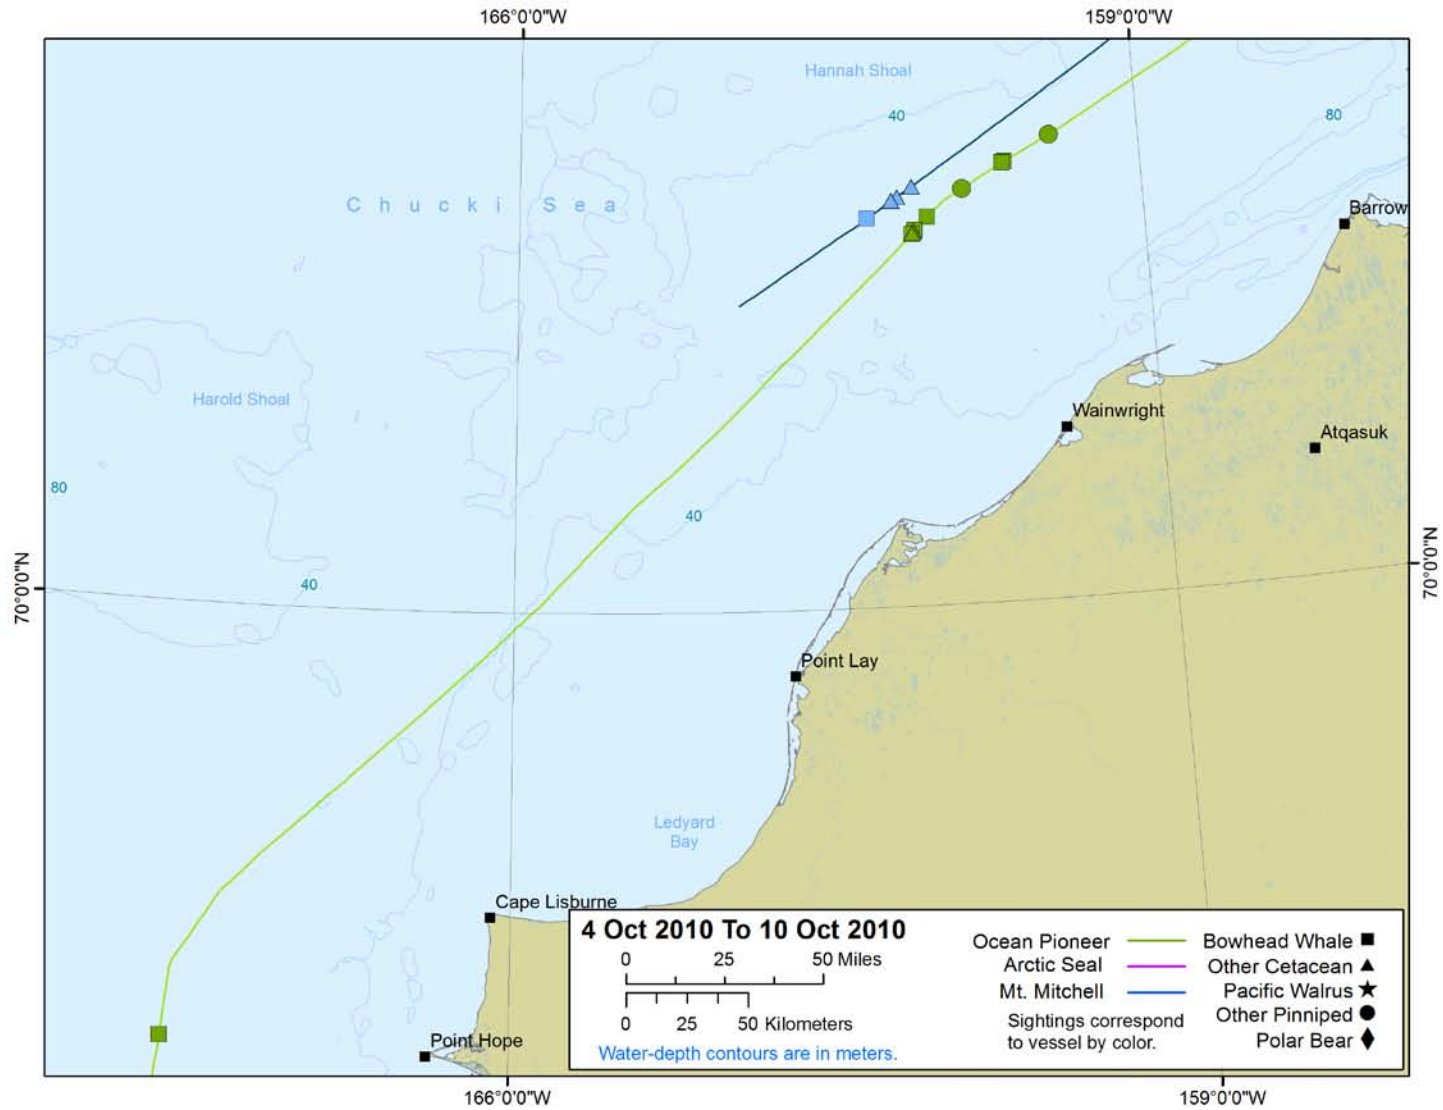 166°0'0"W
159°0'0"W
Hannah Shoal
40
80
Chucki Sea
Barrow
Harold Shoal
Wainwright
Atqasuk
80
40
70°0'0"N
70°0'0"N
40
Point Lay
Ledyard
Bay
Cape Lisburne
4 Oct 2010 To 10 Oct 2010
0 25 50 Miles
0 25 50 Kilometers
Water-depth contours are in meters.
Ocean Pioneer
Arctic Seal
Mt. Mitchell
Sightings correspond
to vessel by color.
Bowhead Whale
Other Cetacean
Pacific Walrus
Other Pinniped
Polar Bear
Point Hope
166°0'0"W
159°0'0"W